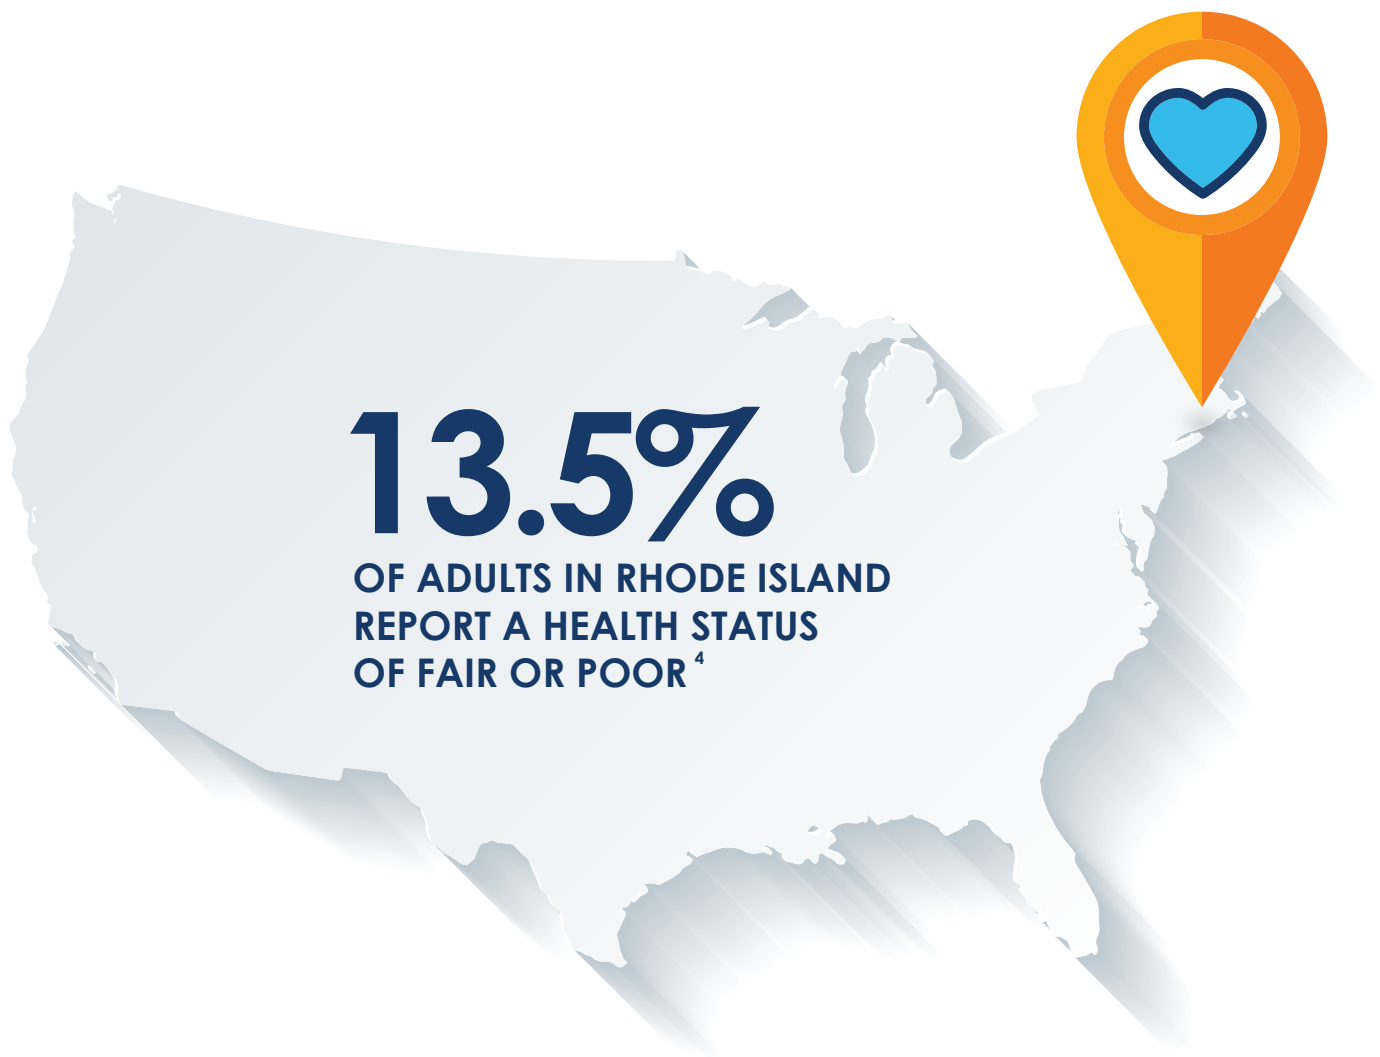 13.5%
OF ADULTS IN RHODE ISLAND
REPORT A HEALTH STATUS
OF FAIR OR POOR 4